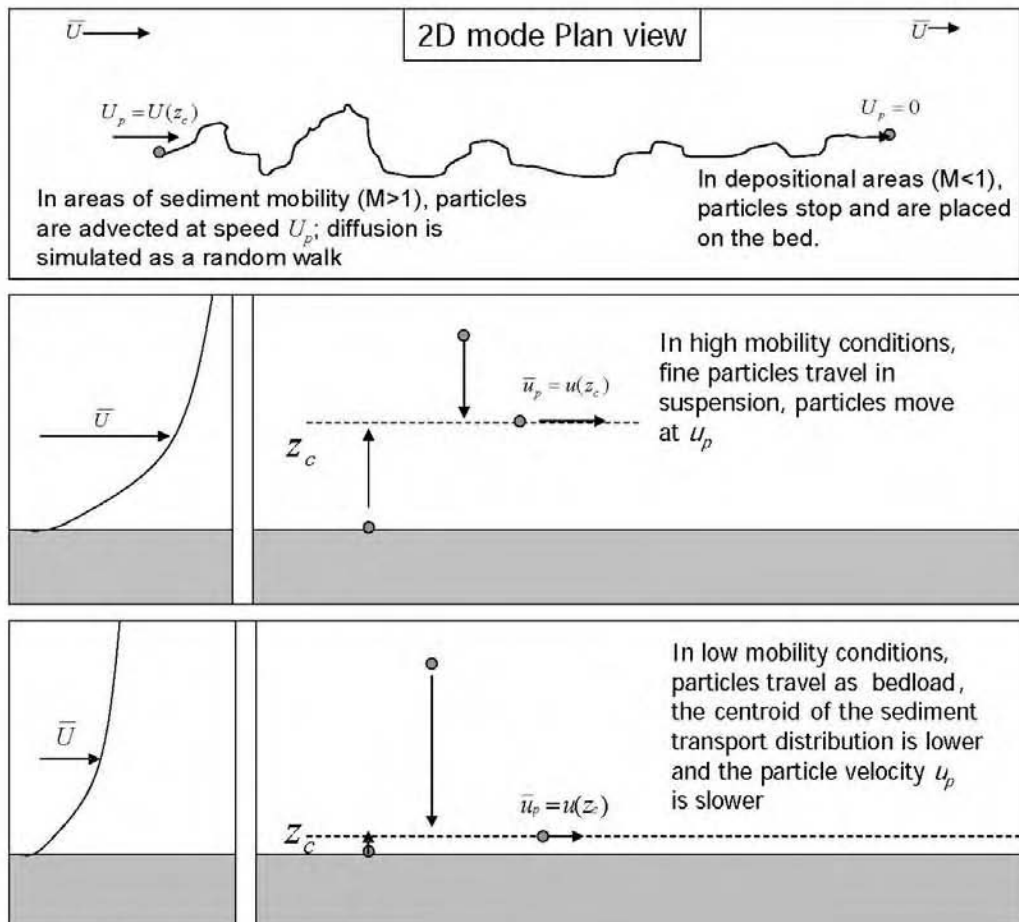 U̅
2D mode Plan view
U̅
U_p = U(z_c)
U_p = 0
In areas of sediment mobility (M>1), particles
are advected at speed U_p; diffusion is
simulated as a random walk
In depositional areas (M<1),
particles stop and are placed
on the bed.
U̅
z_c
u̅_p = u(z_c)
In high mobility conditions,
fine particles travel in
suspension, particles move
at u_p
U̅
z_c
u̅_p = u(z_c)
In low mobility conditions,
particles travel as bedload,
the centroid of the sediment
transport distribution is lower
and the particle velocity u_p
is slower